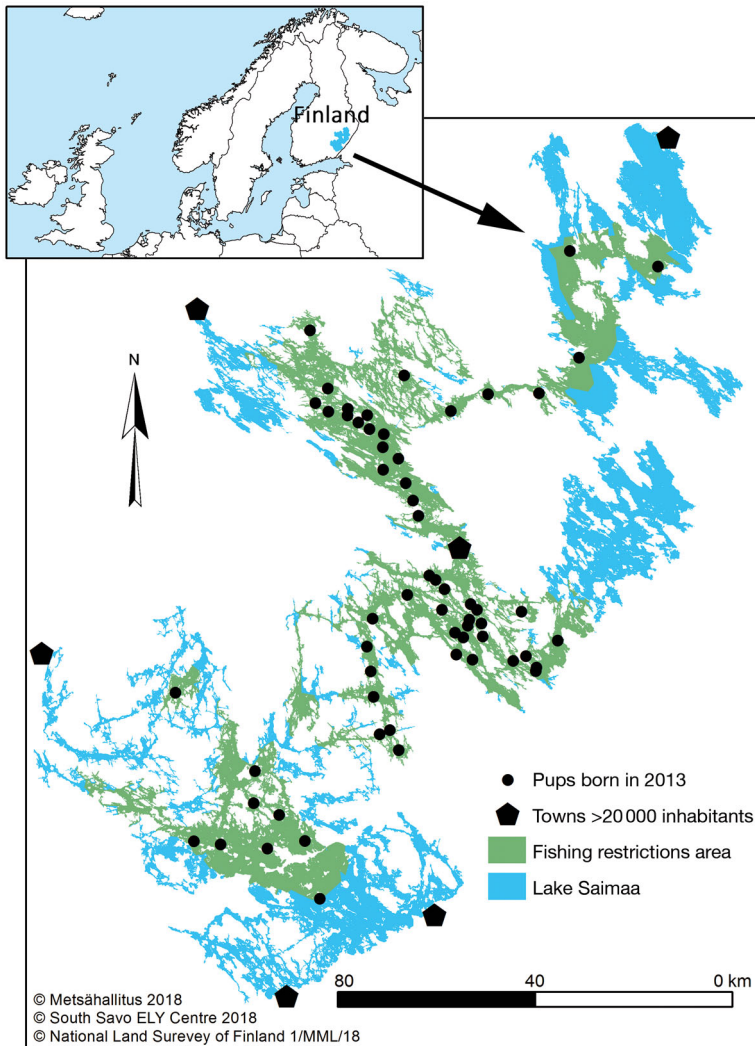 Finland
N
Pups born in 2013
Towns >20 000 inhabitants
Fishing restrictions area
Lake Saimaa
80 40 0 km
© Metsähallitus 2018
© South Savo ELY Centre 2018
© National Land Surevey of Finland 1/MML/18